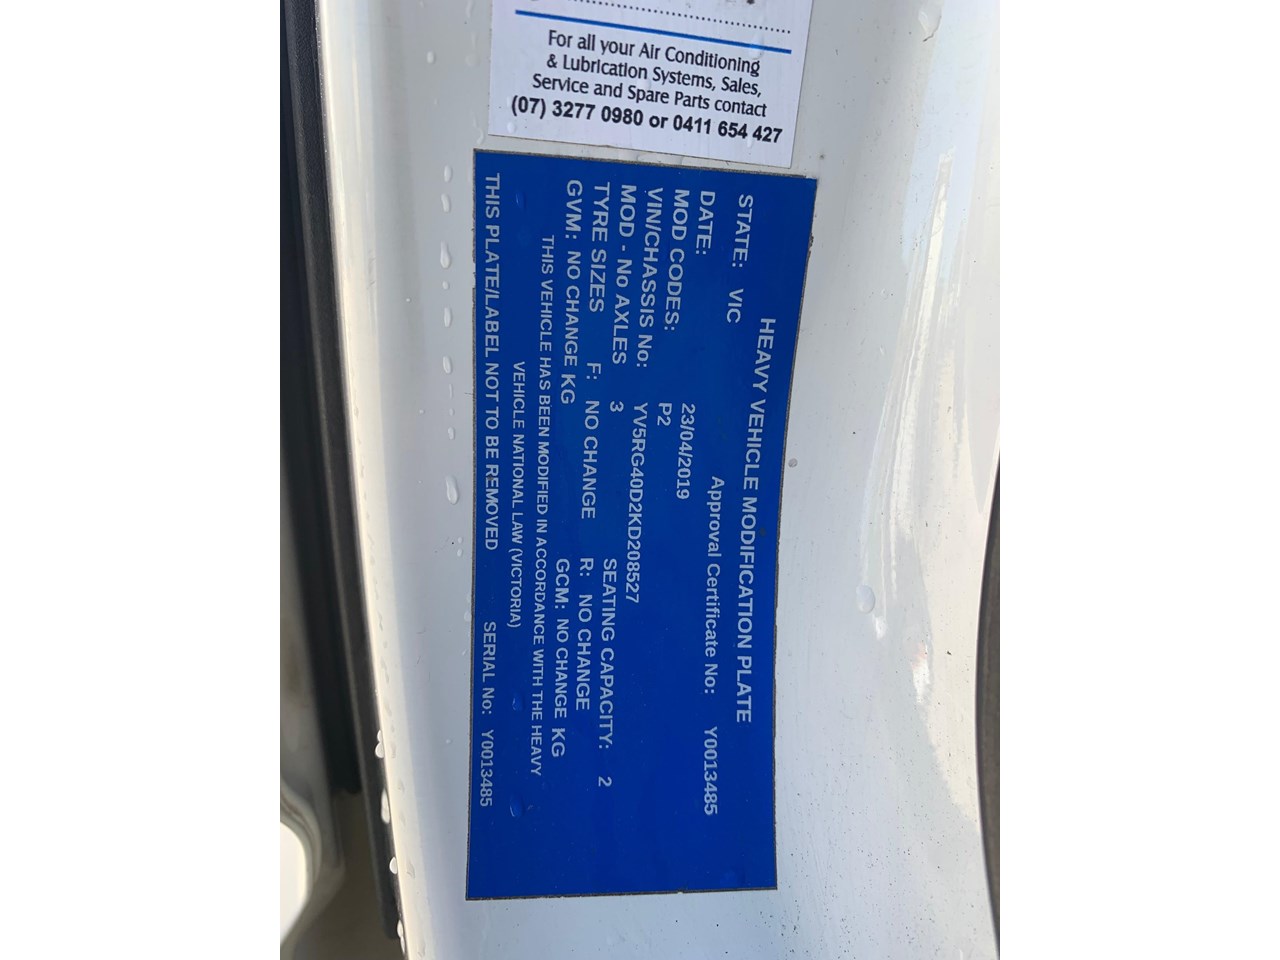 For all your Air Conditioning
& Lubrication Systems, Sales,
Service and Spare Parts contact
(07) 3277 0980 or 0411 654 427
HEAVY VEHICLE MODIFICATION PLATE
STATE: VIC Approval Certificate No: Y0013485
DATE: 23/04/2019
MOD CODES: P2
VIN/CHASSIS No: YV5RG40D2KD208527
MOD - No AXLES 3 SEATING CAPACITY: 2
TYRE SIZES F: NO CHANGE R: NO CHANGE
GVM: NO CHANGE KG GCM: NO CHANGE KG
THIS VEHICLE HAS BEEN MODIFIED IN ACCORDANCE WITH THE HEAVY
VEHICLE NATIONAL LAW (VICTORIA)
THIS PLATE/LABEL NOT TO BE REMOVED SERIAL No: Y0013485